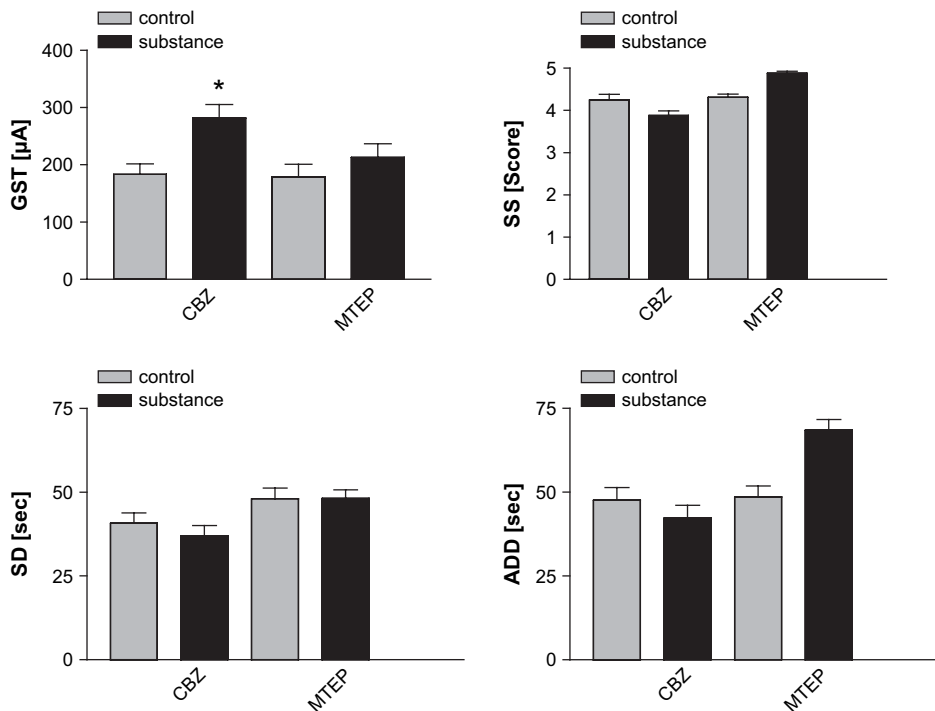 control
substance
400
300
200
100
0
GST [µA]
*
CBZ
MTEP
control
substance
5
4
3
2
1
0
SS [Score]
CBZ
MTEP
control
substance
75
50
25
0
SD [sec]
CBZ
MTEP
control
substance
75
50
25
0
ADD [sec]
CBZ
MTEP